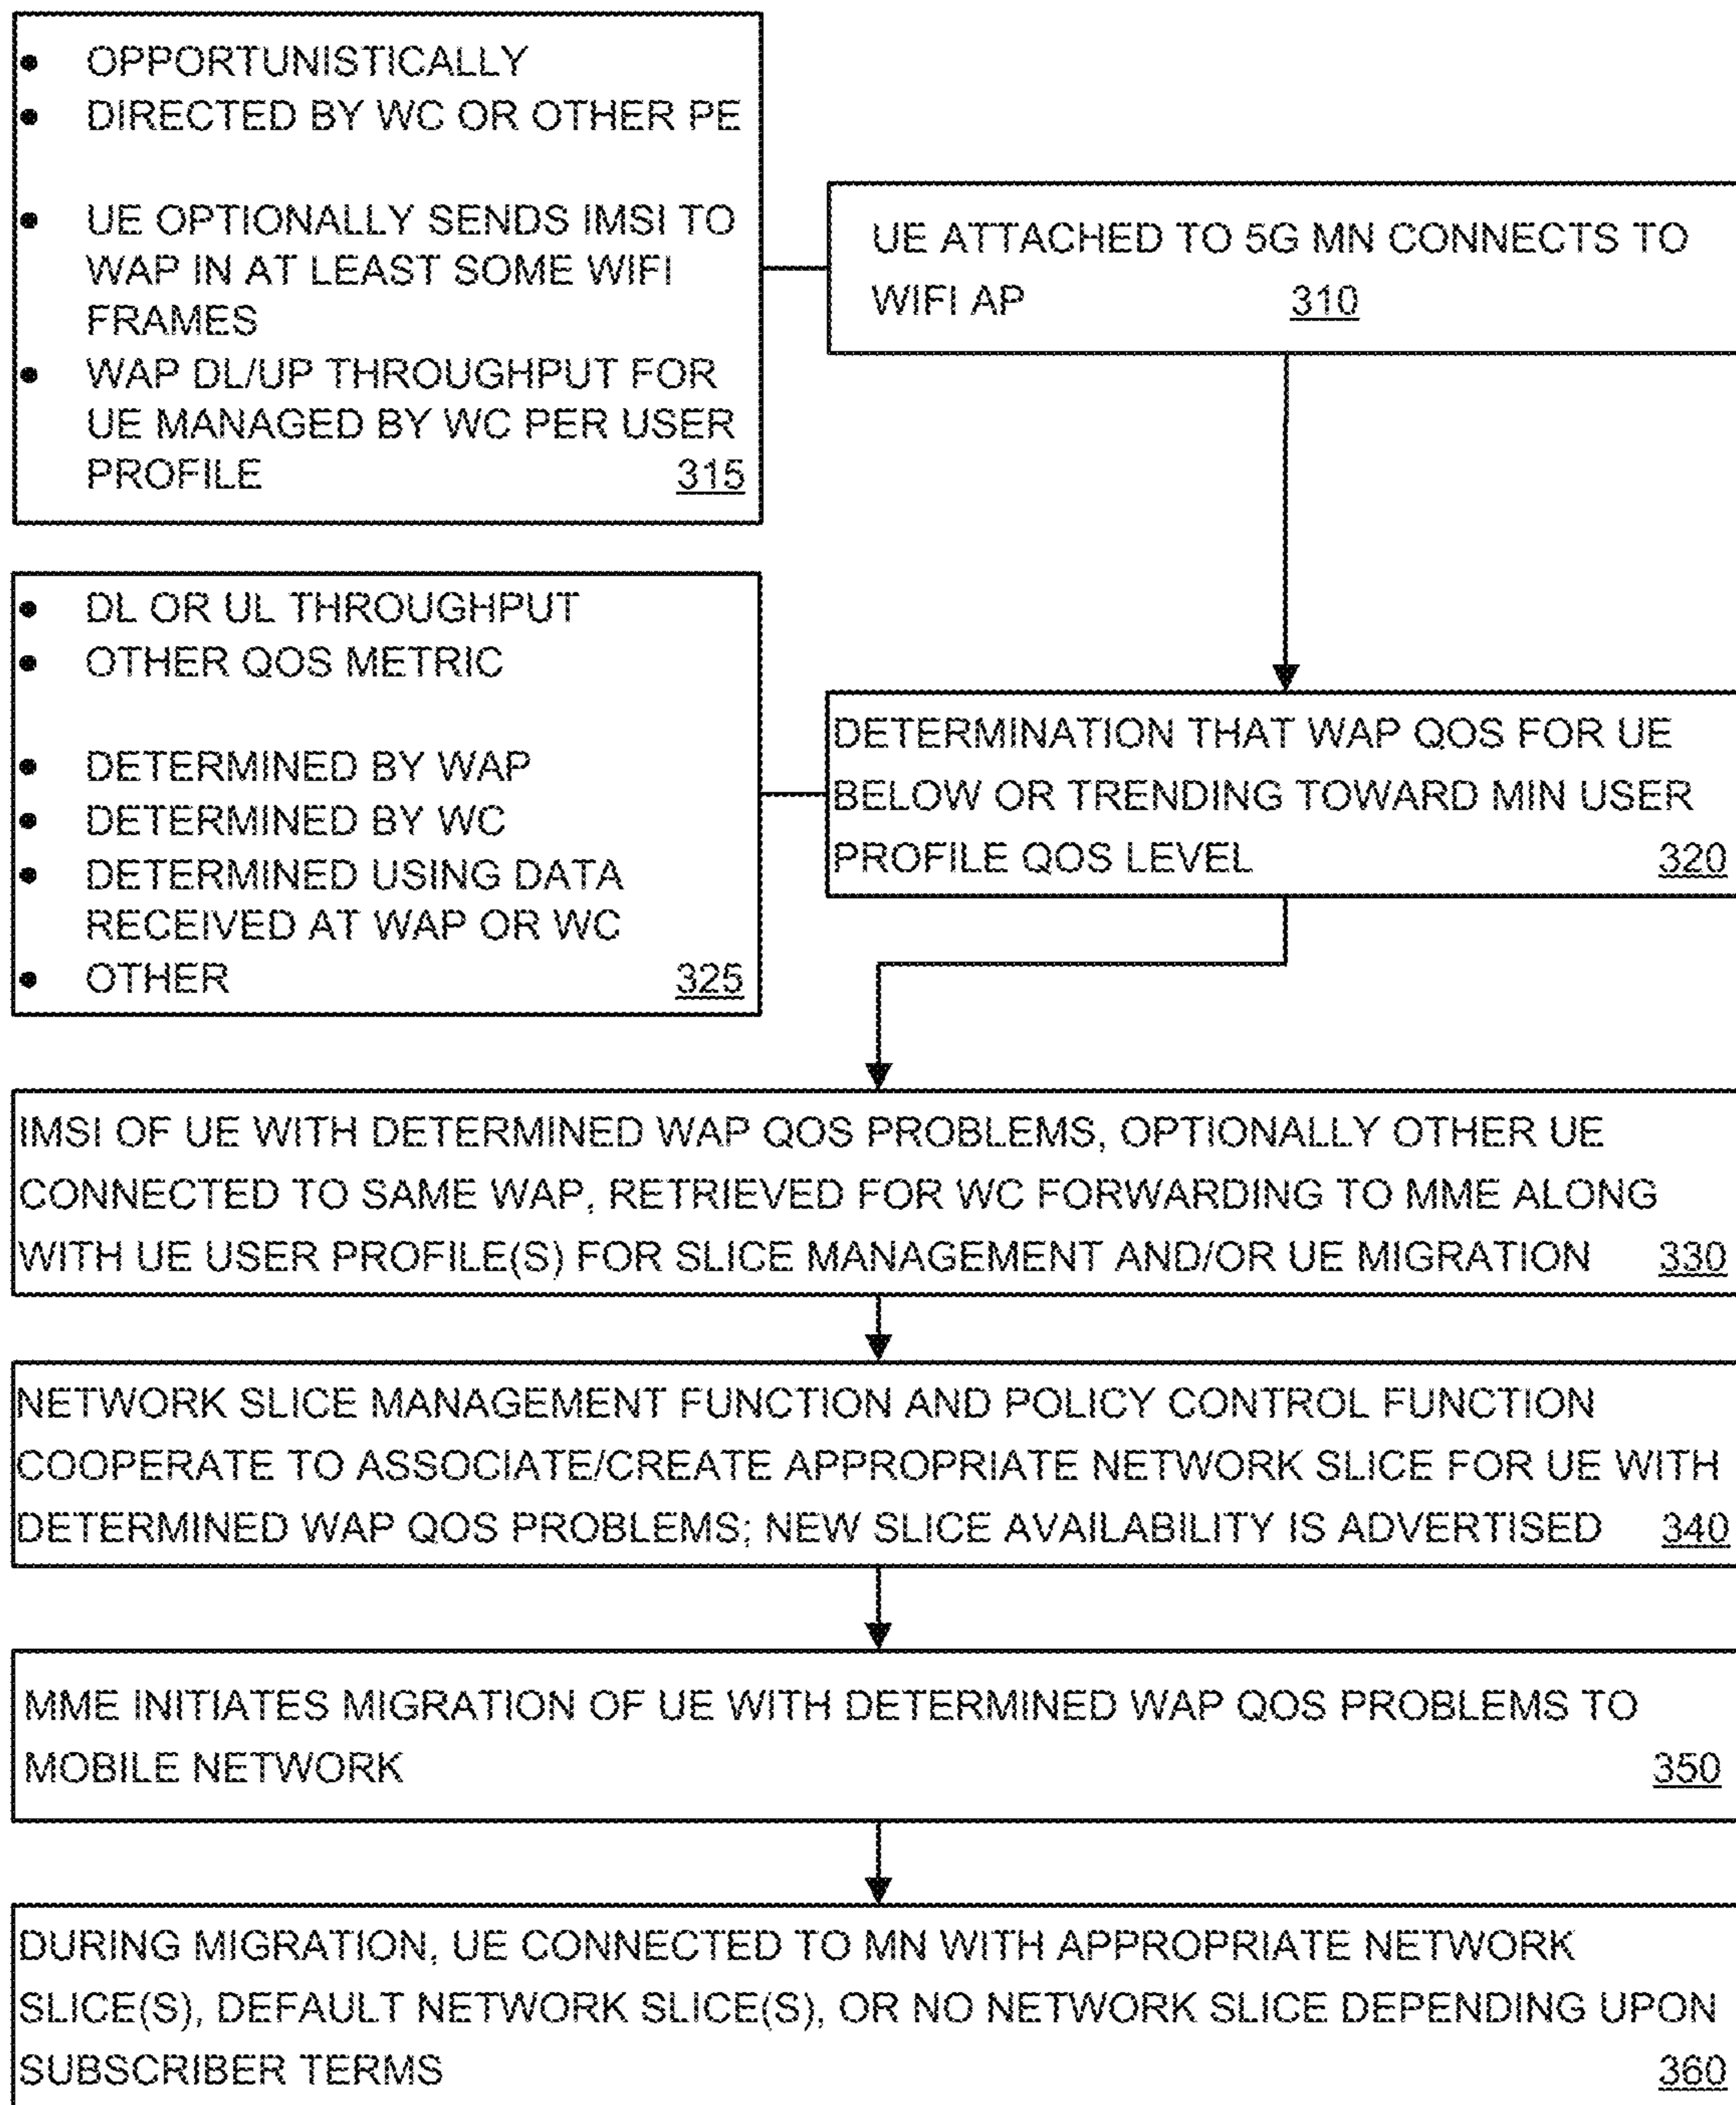 • OPPORTUNISTICALLY
• DIRECTED BY WC OR OTHER PE
• UE OPTIONALLY SENDS IMSI TO
WAP IN AT LEAST SOME WIFI
FRAMES
• WAP DL/UP THROUGHPUT FOR
UE MANAGED BY WC PER USER
PROFILE 315
UE ATTACHED TO 5G MN CONNECTS TO
WIFI AP 310
• DL OR UL THROUGHPUT
• OTHER QOS METRIC
• DETERMINED BY WAP
• DETERMINED BY WC
• DETERMINED USING DATA
RECEIVED AT WAP OR WC
• OTHER 325
DETERMINATION THAT WAP QOS FOR UE
BELOW OR TRENDING TOWARD MIN USER
PROFILE QOS LEVEL 320
IMSI OF UE WITH DETERMINED WAP QOS PROBLEMS, OPTIONALLY OTHER UE
CONNECTED TO SAME WAP, RETRIEVED FOR WC FORWARDING TO MME ALONG
WITH UE USER PROFILE(S) FOR SLICE MANAGEMENT AND/OR UE MIGRATION 330
NETWORK SLICE MANAGEMENT FUNCTION AND POLICY CONTROL FUNCTION
COOPERATE TO ASSOCIATE/CREATE APPROPRIATE NETWORK SLICE FOR UE WITH
DETERMINED WAP QOS PROBLEMS; NEW SLICE AVAILABILITY IS ADVERTISED 340
MME INITIATES MIGRATION OF UE WITH DETERMINED WAP QOS PROBLEMS TO
MOBILE NETWORK 350
DURING MIGRATION, UE CONNECTED TO MN WITH APPROPRIATE NETWORK
SLICE(S), DEFAULT NETWORK SLICE(S), OR NO NETWORK SLICE DEPENDING UPON
SUBSCRIBER TERMS 360